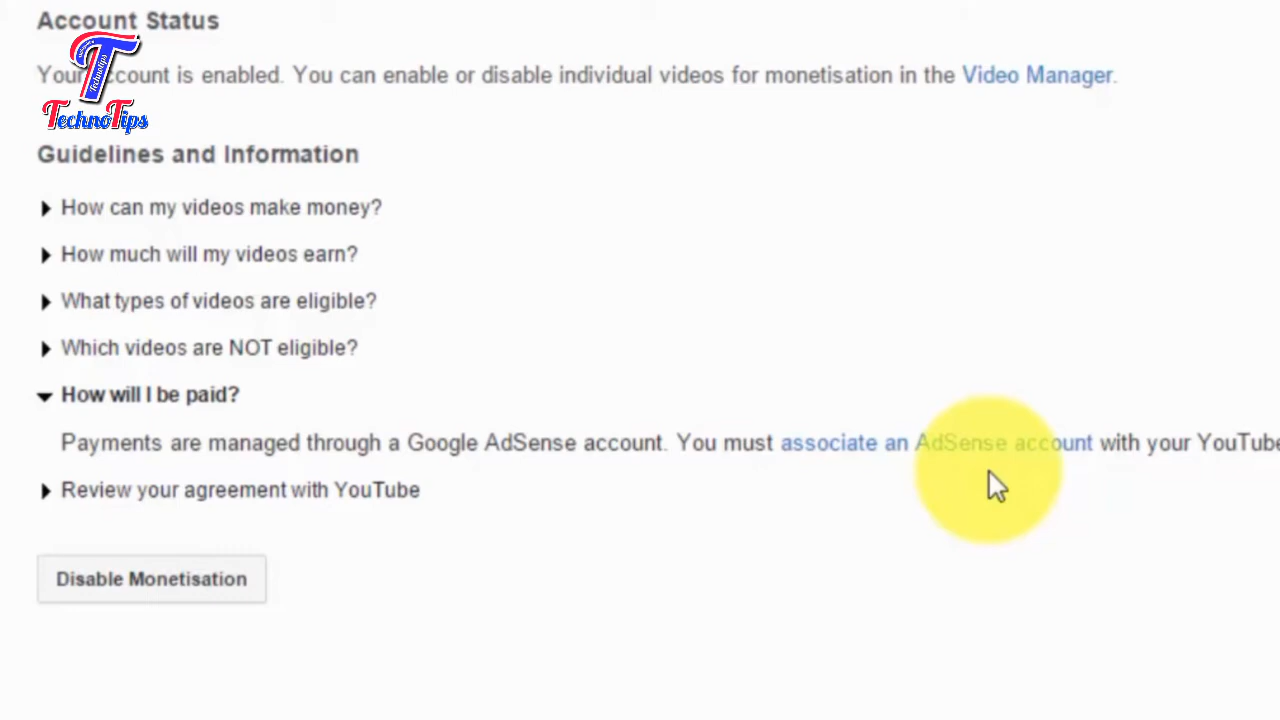 Account Status
Your account is enabled. You can enable or disable individual videos for monetisation in the Video Manager.
TechnoTips
Guidelines and Information
How can my videos make money?
How much will my videos earn?
What types of videos are eligible?
Which videos are NOT eligible?
How will I be paid?
Payments are managed through a Google AdSense account. You must associate an AdSense account with your YouTube
Review your agreement with YouTube
Disable Monetisation